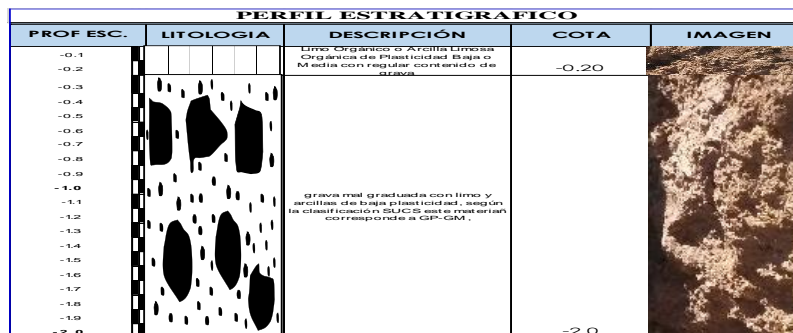 PERFIL ESTRATIGRAFICO
PROF ESC. LITOLOGIA DESCRIPCIÓN COTA IMAGEN
-0.1
-0.2
-0.3
-0.4
-0.5
-0.6
-0.7
-0.8
-0.9
-1.0
-1.1
-1.2
-1.3
-1.4
-1.5
-1.6
-1.7
-1.8
-1.9
-2.0
Limo Orgánico o Arcilla Limosa
Orgánica de Plasticidad Baja o
Media con regular contenido de
grava
grava mal graduada con limo y
arcillas de baja plasticidad, según
la clasificación SUCS este materiañ
corresponde a GP-GM ,
-0.20
-2.0